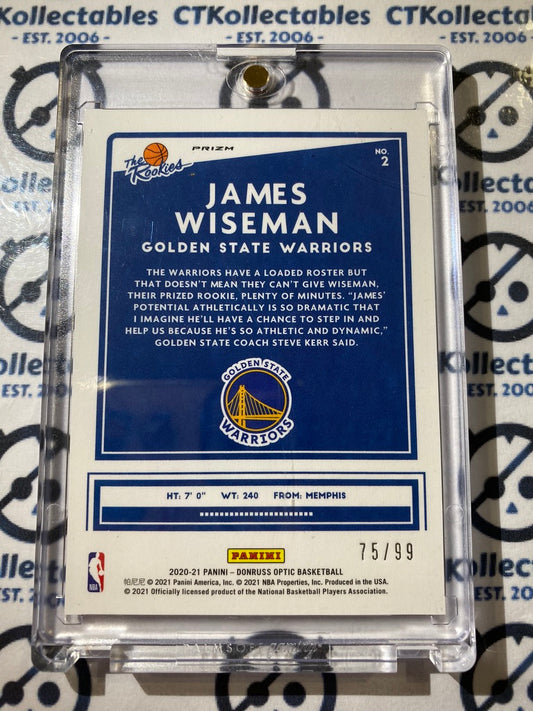 CTKollectables CTKollectables
- EST. 2006 - - EST. 2006 -
The Rookies
PRIZM
NO. 2
JAMES
WISEMAN
GOLDEN STATE WARRIORS
THE WARRIORS HAVE A LOADED ROSTER BUT
THAT DOESN'T MEAN THEY CAN'T GIVE WISEMAN,
THEIR PRIZED ROOKIE, PLENTY OF MINUTES. “JAMES'
POTENTIAL ATHLETICALLY IS SO DRAMATIC THAT
I IMAGINE HE'LL HAVE A CHANCE TO STEP IN AND
HELP US BECAUSE HE'S SO ATHLETIC AND DYNAMIC,”
GOLDEN STATE COACH STEVE KERR SAID.
GOLDEN STATE
WARRIORS
HT: 7' 0" WT: 240 FROM: MEMPHIS
PANINI
75/99
NBA
2020-21 PANINI – DONRUSS OPTIC BASKETBALL
帕尼尼 © 2021 Panini America, Inc. © 2021 NBA Properties, Inc. Produced in the USA.
© 2021 Officially licensed product of the National Basketball Players Association.